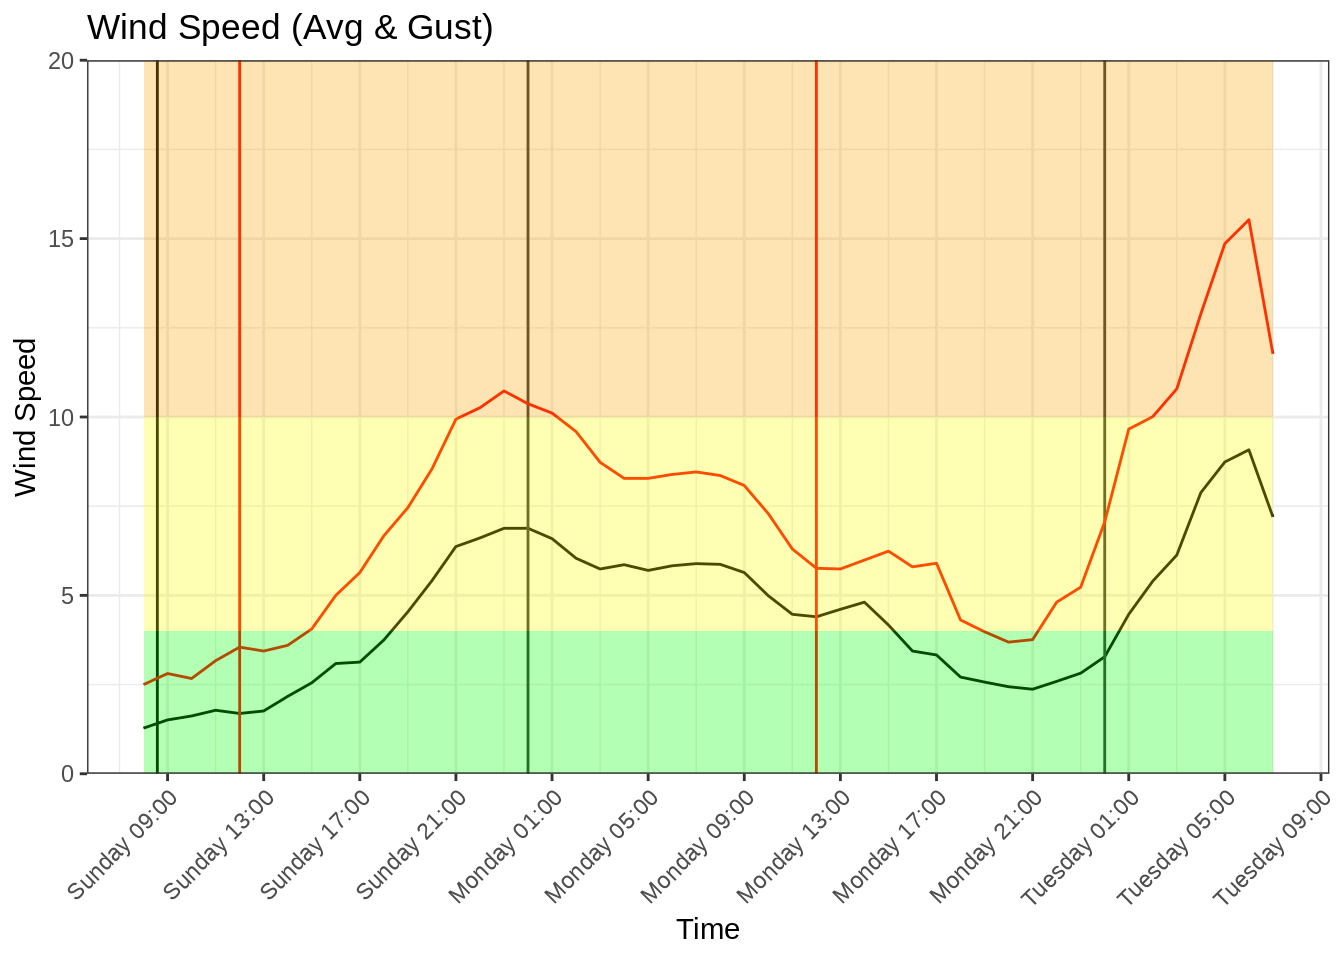 Wind Speed (Avg & Gust)
20
15
10
5
0
Wind Speed
Sunday 09:00
Sunday 13:00
Sunday 17:00
Sunday 21:00
Monday 01:00
Monday 05:00
Monday 09:00
Monday 13:00
Monday 17:00
Monday 21:00
Tuesday 01:00
Tuesday 05:00
Tuesday 09:00
Time